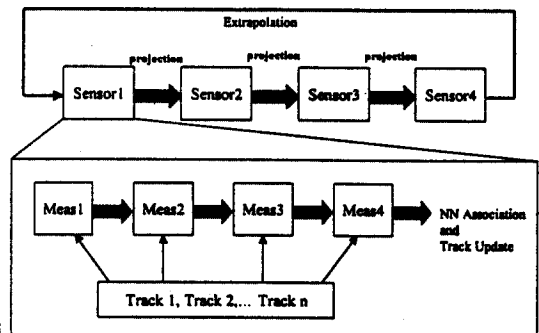 Extrapolation
projection
projection
projection
Sensor1
Sensor2
Sensor3
Sensor4
Meas1
Meas2
Meas3
Meas4
NN Association
and
Track Update
Track 1, Track 2,... Track n